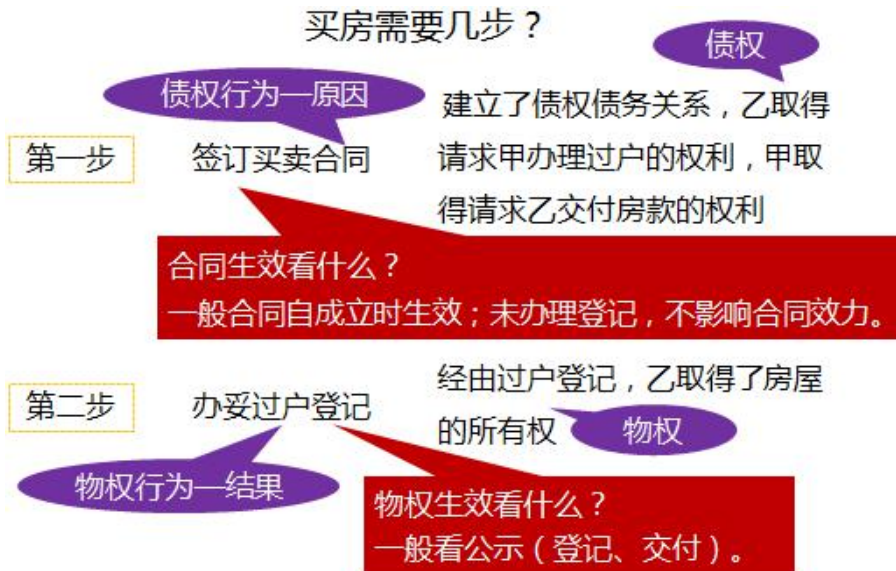 买房需要几步？
债权
债权行为—原因
建立了债权债务关系，乙取得
第一步
签订买卖合同
请求甲办理过户的权利，甲取
得请求乙交付房款的权利
合同生效看什么？
一般合同自成立时生效；未办理登记，不影响合同效力。
经由过户登记，乙取得了房屋
第二步
办妥过户登记
的所有权
物权
物权行为—结果
物权生效看什么？
一般看公示（登记、交付）。